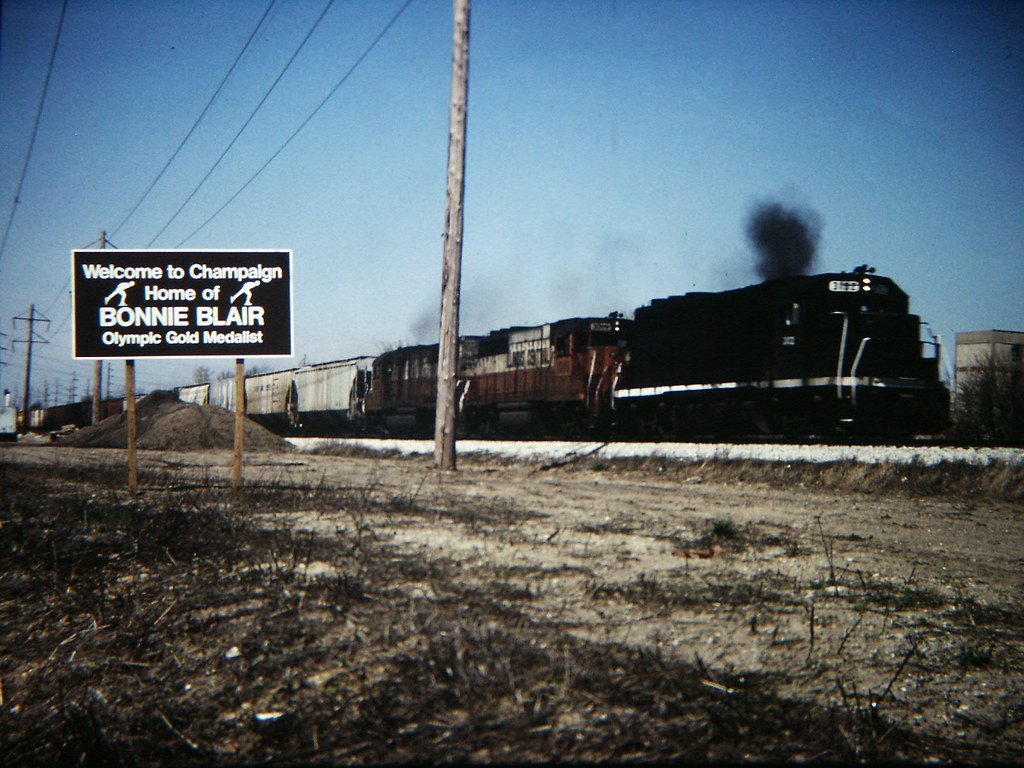 Welcome to Champaign
Home of
BONNIE BLAIR
Olympic Gold Medalist